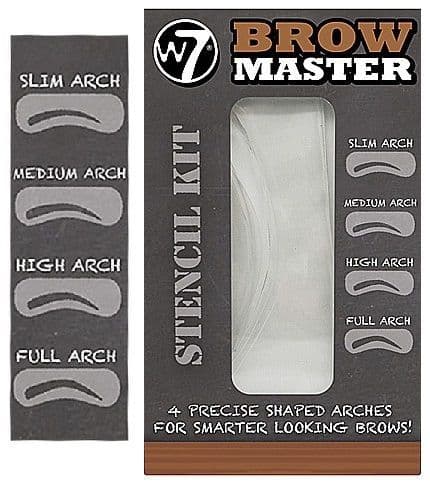 SLIM ARCH
MEDIUM ARCH
HIGH ARCH
FULL ARCH
W7
BROW
MASTER
STENCIL KIT
SLIM ARCH
MEDIUM ARCH
HIGH ARCH
FULL ARCH
4 PRECISE SHAPED ARCHES
FOR SMARTER LOOKING BROWS!